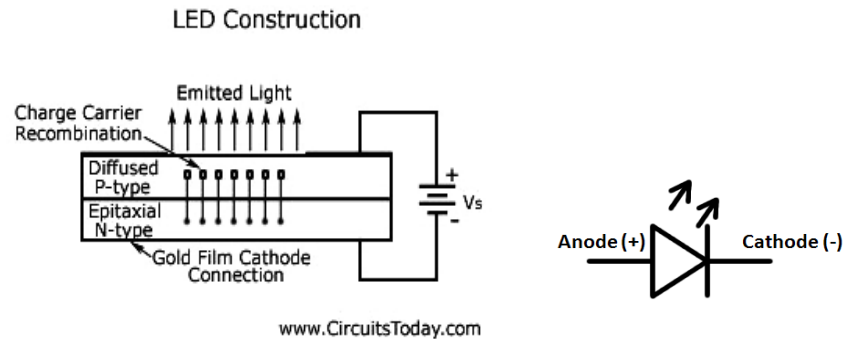 LED Construction
Emitted Light
Charge Carrier
Recombination
Diffused
P-type
Epitaxial
N-type
+
Vs
-
Gold Film Cathode
Connection
www.CircuitsToday.com
Anode (+)
Cathode (-)